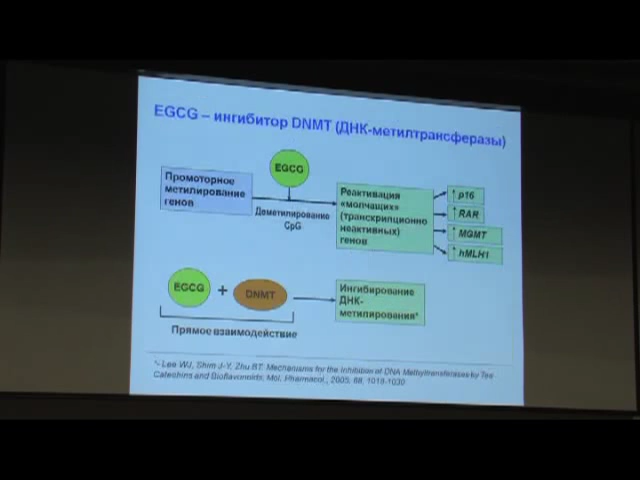 EGCG – ингибитор DNMT (ДНК-метилтрансферазы)
EGCG
Промоторное
метилирование
генов
Деметилирование
CpG
Реактивация
«молчащих»
(транскрипционно
неактивных)
генов
↑ p16
↑ RAR
↑ MGMT
↑ hMLH1
EGCG
+
DNMT
Ингибирование
ДНК-
метилирования*
Прямое взаимодействие
*- Lee WJ, Shim J-Y, Zhu BT. Mechanisms for the Inhibition of DNA Methyltransferases by Tea
Catechins and Bioflavonoids. Mol. Pharmacol., 2005, 68, 1018-1030